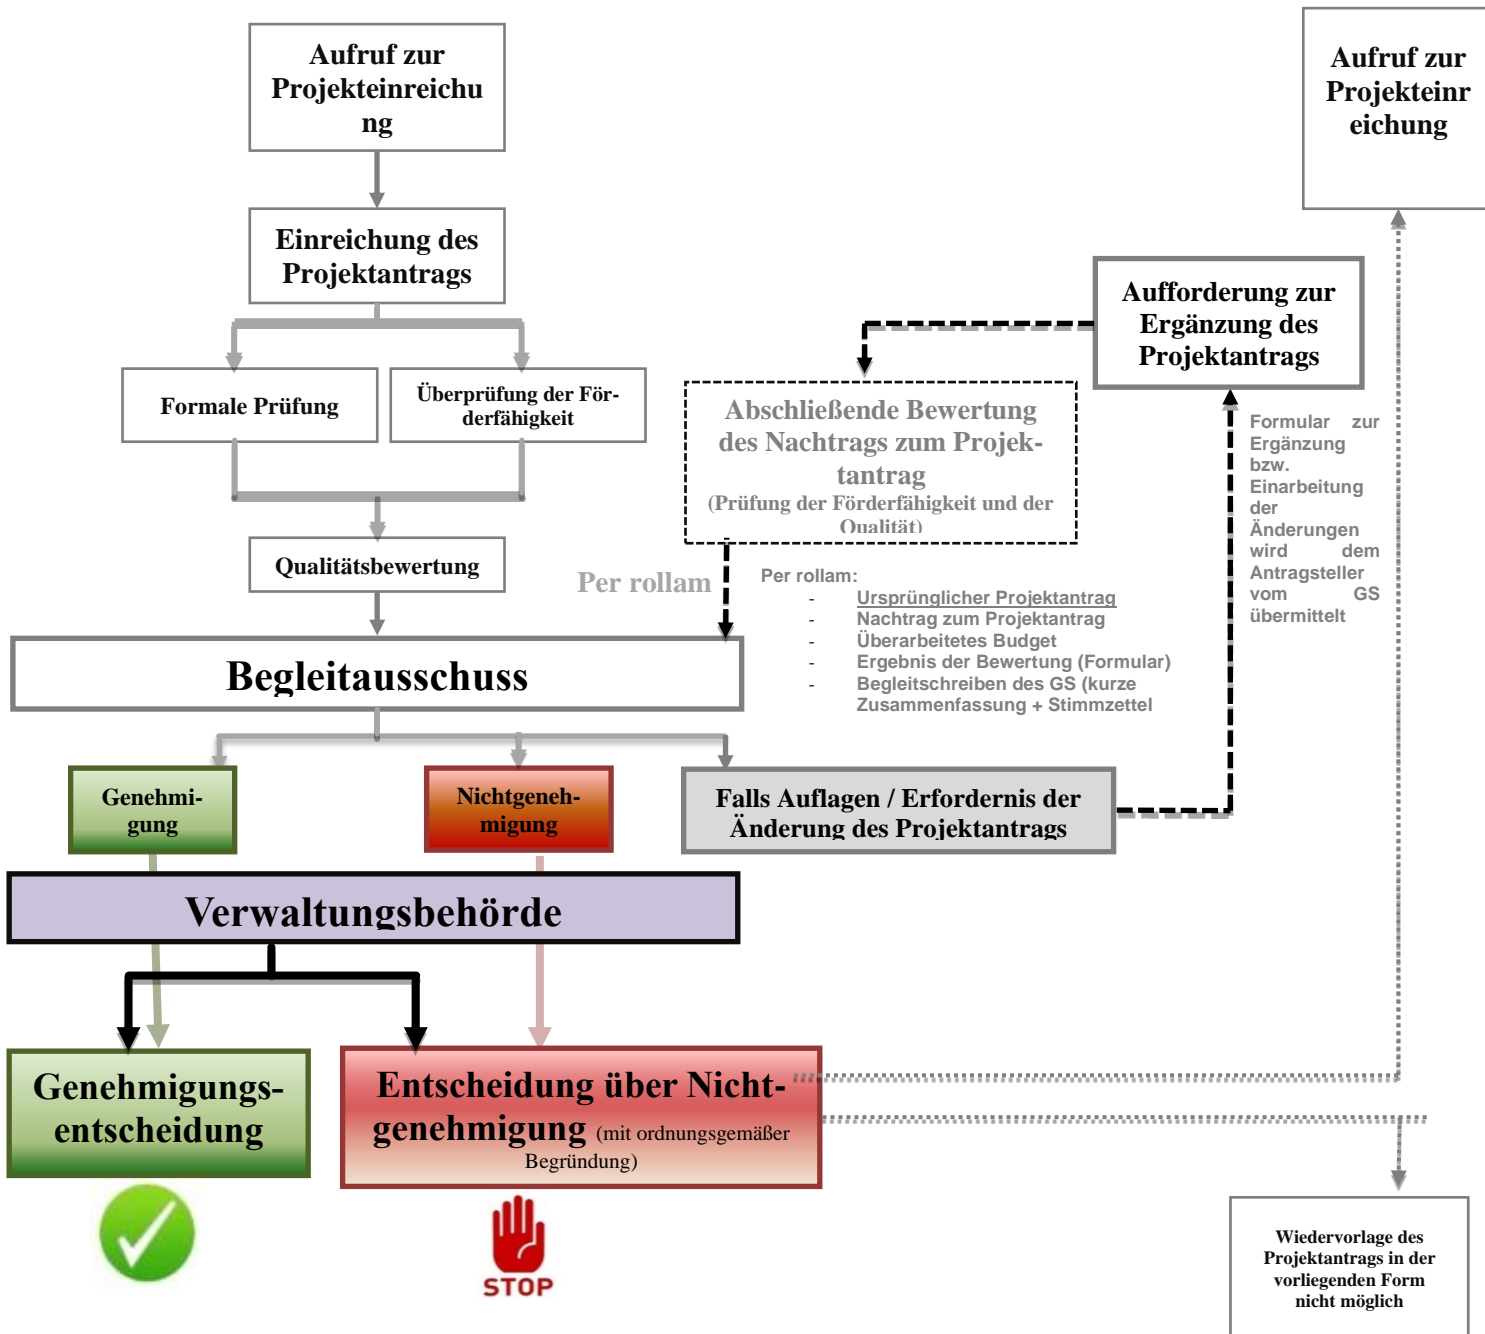 Aufruf zur
Projekteinreichu
ng
Aufruf zur
Projekteinr
eichung
Einreichung des
Projektantrags
Aufforderung zur
Ergänzung des
Projektantrags
Formale Prüfung
Überprüfung der För-
derfähigkeit
Abschließende Bewertung
des Nachtrags zum Projek-
tantrag
(Prüfung der Förderfähigkeit und der
Qualität)
Formular zur
Ergänzung
bzw.
Einarbeitung
der
Änderungen
wird dem
Antragsteller
vom GS
übermittelt
Qualitätsbewertung
Per rollam
Per rollam:
- Ursprünglicher Projektantrag
- Nachtrag zum Projektantrag
- Überarbeitetes Budget
- Ergebnis der Bewertung (Formular)
- Begleitschreiben des GS (kurze
Zusammenfassung + Stimmzettel
Begleitausschuss
Genehmi-
gung
Nichtgeneh-
migung
Falls Auflagen / Erfordernis der
Änderung des Projektantrags
Verwaltungsbehörde
Genehmigungs-
entscheidung
Entscheidung über Nicht-
genehmigung (mit ordnungsgemäßer
Begründung)
STOP
Wiedervorlage des
Projektantrags in der
vorliegenden Form
nicht möglich